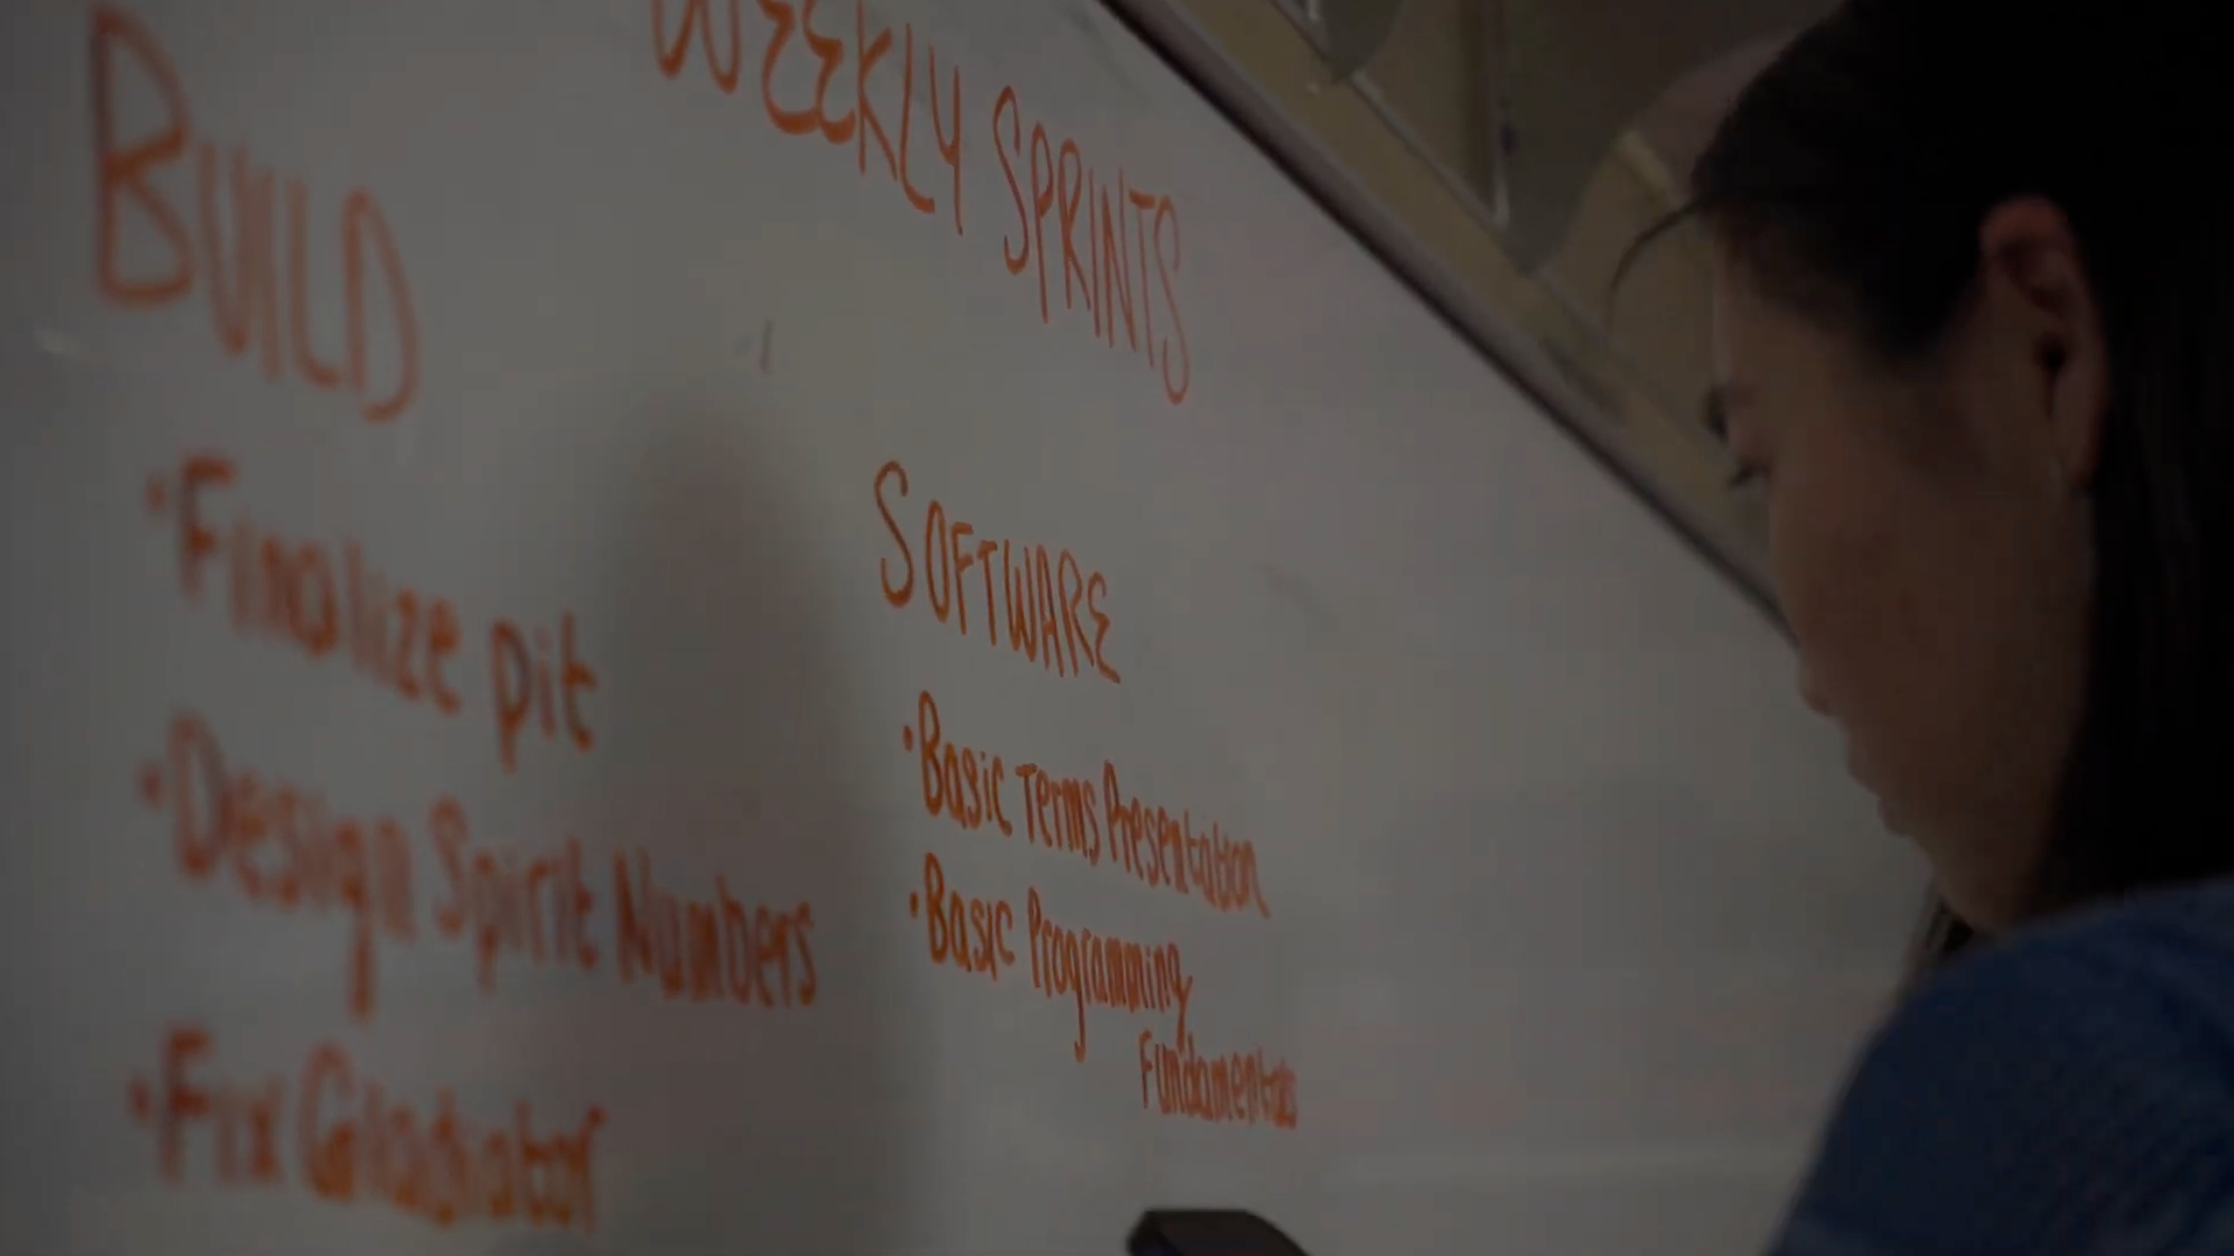 WEEKLY SPRINTS
BUILD
· Finalize pit
· Design Spirit Numbers
· Fix Gladiator
SOFTWARE
· Basic Terms Presentation
· Basic Programming
Fundamentals